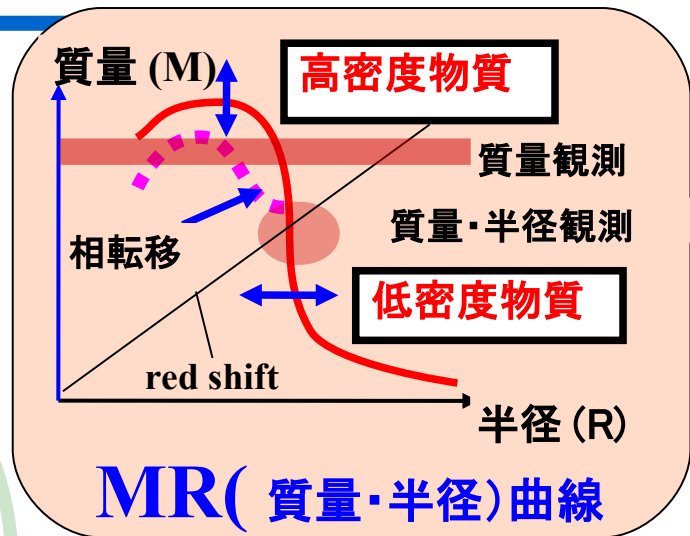 質量 (M)
高密度物質
質量観測
質量・半径観測
相転移
低密度物質
red shift
半径 (R)
MR( 質量・半径）曲線